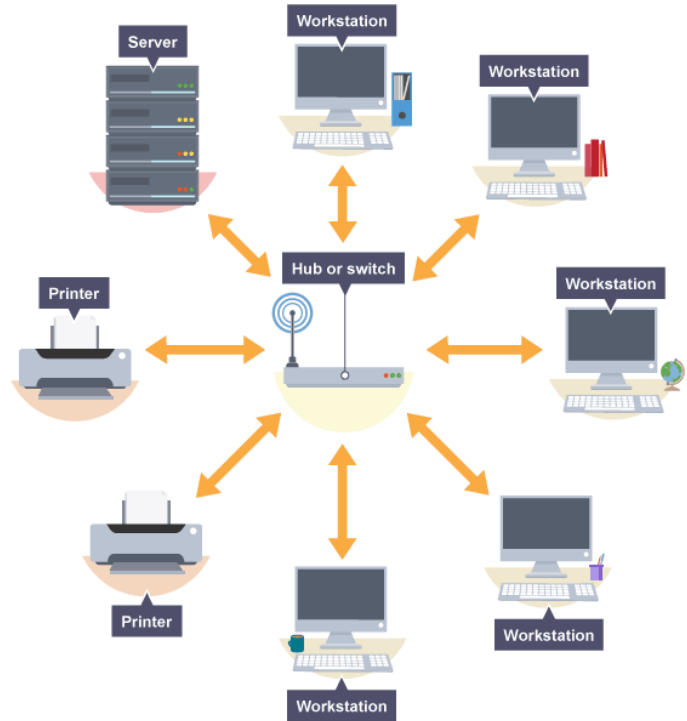 Workstation
Server
Workstation
Hub or switch
Printer
Workstation
Printer
Workstation
Workstation